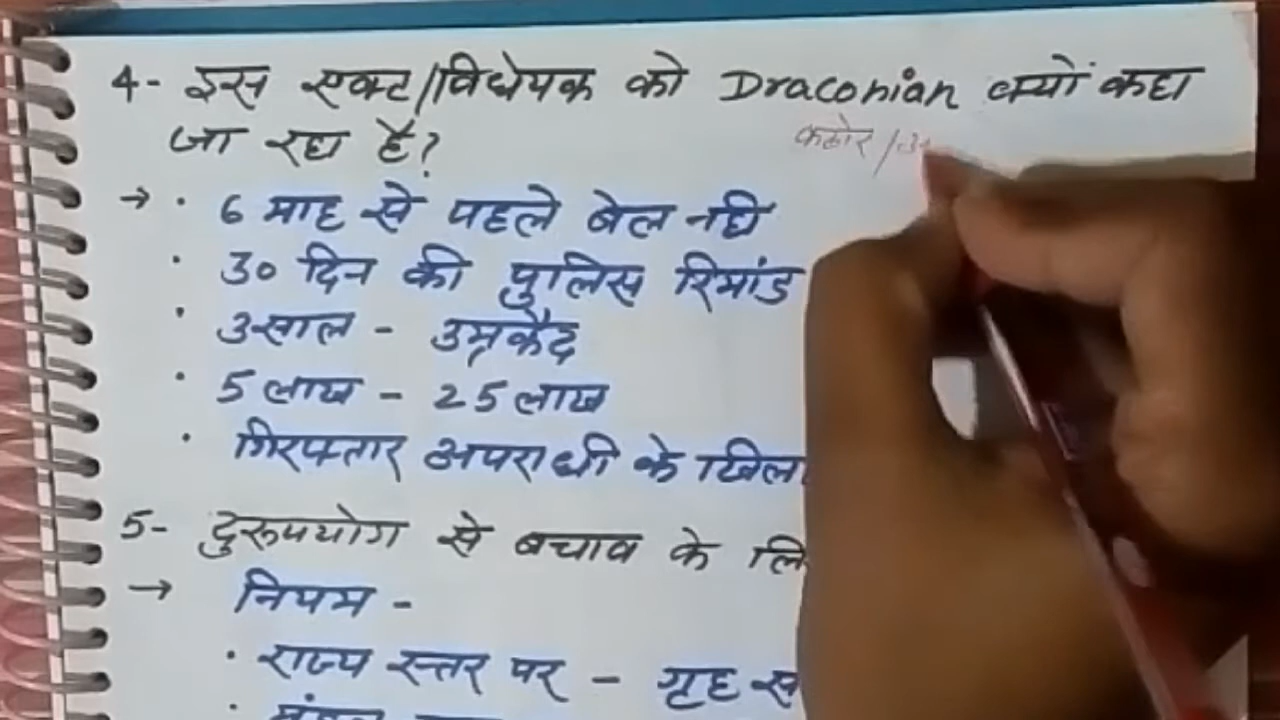 4- इस एक्ट/विधेयक को Draconian क्यों कहा
जा रहा है?
कठोर /
→ · 6 माह से पहले बेल नही
· 30 दिन की पुलिस रिमांड
· 3साल - उम्रकैद
· 5 लाख - 25 लाख
· गिरफ्तार अपराधी के
5- दुरूपयोग से बचाव के
→ नियम -
· राज्य स्तर पर - गृह